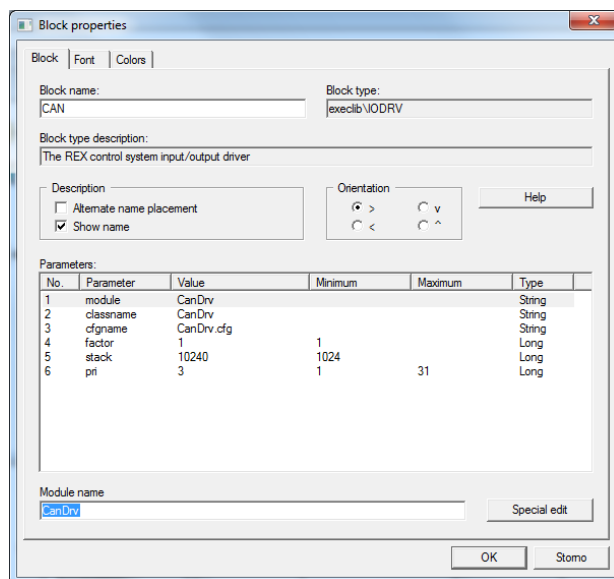 Block properties
Block Font Colors
Block name: Block type:
CAN execlib\IODRV
Block type description:
The REX control system input/output driver
Description Orientation
Alternate name placement > v Help
Show name < ^
Parameters:
No. Parameter Value Minimum Maximum Type
1 module CanDrv String
2 classname CanDrv String
3 cfgname CanDrv.cfg String
4 factor 1 1 Long
5 stack 10240 1024 Long
6 pri 3 1 31 Long
Module name
CanDrv Special edit
OK Storno